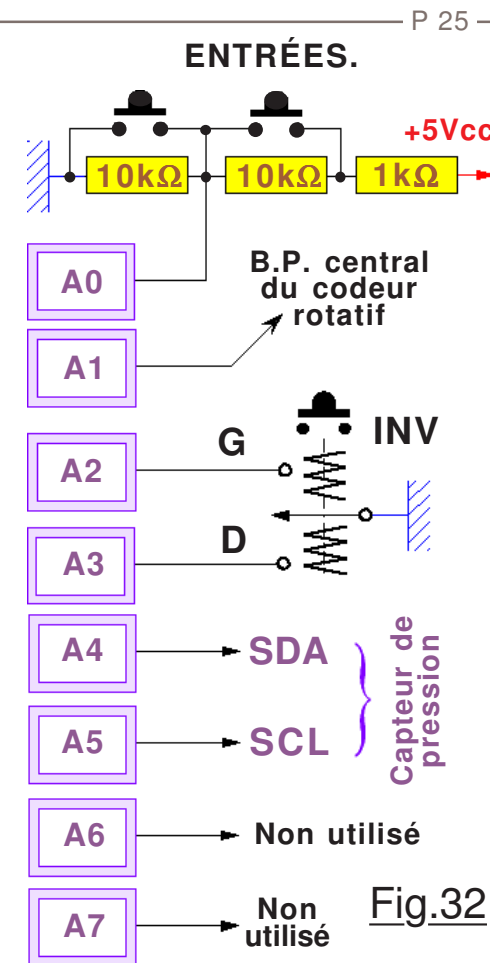 P 25
ENTRÉES.
+5Vcc
10kΩ 10kΩ 1kΩ
A0
B.P. central
du codeur
rotatif
A1
INV
G
A2
D
A3
A4
SDA
Capteur de
pression
A5
SCL
A6
Non utilisé
A7
Non
utilisé
Fig.32